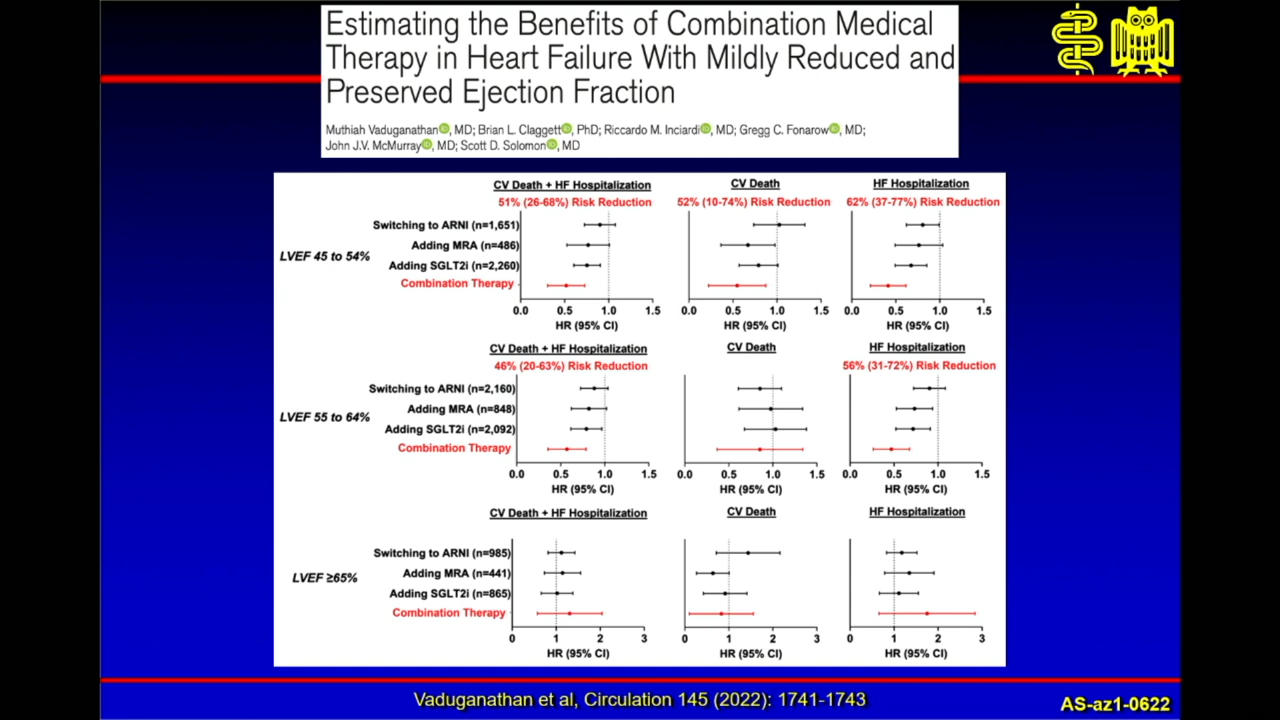 Estimating the Benefits of Combination Medical
Therapy in Heart Failure With Mildly Reduced and
Preserved Ejection Fraction
Muthiah Vaduganathan, MD; Brian L. Claggett, PhD; Riccardo M. Inciardi, MD; Gregg C. Fonarow, MD;
John J.V. McMurray, MD; Scott D. Solomon, MD
CV Death + HF Hospitalization CV Death HF Hospitalization
51% (26-68%) Risk Reduction 52% (10-74%) Risk Reduction 62% (37-77%) Risk Reduction
Switching to ARNI (n=1,651)
Adding MRA (n=486)
LVEF 45 to 54%
Adding SGLT2i (n=2,260)
Combination Therapy
0.0 0.5 1.0 1.5 0.0 0.5 1.0 1.5 0.0 0.5 1.0 1.5
HR (95% CI) HR (95% CI) HR (95% CI)
CV Death + HF Hospitalization CV Death HF Hospitalization
46% (20-63%) Risk Reduction 56% (31-72%) Risk Reduction
Switching to ARNI (n=2,160)
Adding MRA (n=848)
LVEF 55 to 64%
Adding SGLT2i (n=2,092)
Combination Therapy
0.0 0.5 1.0 1.5 0.0 0.5 1.0 1.5 0.0 0.5 1.0 1.5
HR (95% CI) HR (95% CI) HR (95% CI)
CV Death + HF Hospitalization CV Death HF Hospitalization
Switching to ARNI (n=985)
Adding MRA (n=441)
LVEF ≥65%
Adding SGLT2i (n=865)
Combination Therapy
0 1 2 3 0 1 2 3 0 1 2 3
HR (95% CI) HR (95% CI) HR (95% CI)
Vaduganathan et al, Circulation 145 (2022): 1741-1743
AS-az1-0622